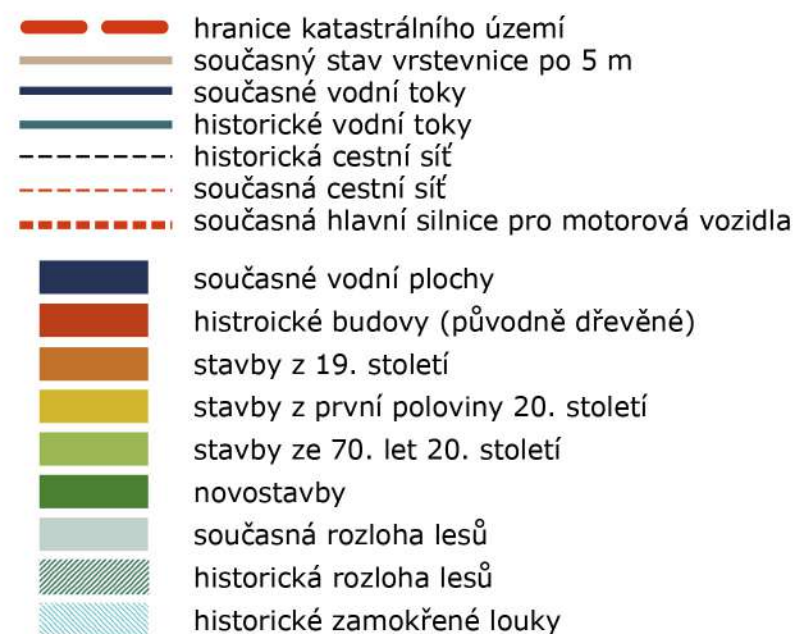 hranice katastrálního území
současný stav vrstevnice po 5 m
současné vodní toky
historické vodní toky
historická cestní síť
současná cestní síť
současná hlavní silnice pro motorová vozidla
současné vodní plochy
histroické budovy (původně dřevěné)
stavby z 19. století
stavby z první poloviny 20. století
stavby ze 70. let 20. století
novostavby
současná rozloha lesů
historická rozloha lesů
historické zamokřené louky